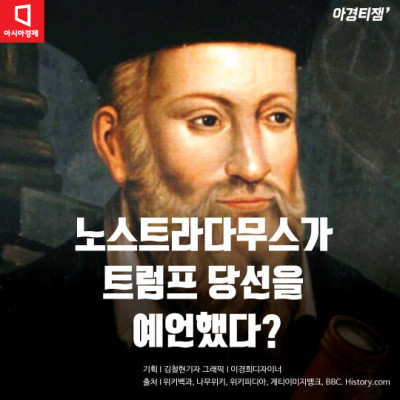 아시아경제
아경티잼'
노스트라다무스가
트럼프 당선을
예언했다?
기획 I 김철현기자 그래픽 I 이경희디자이너
출처 I 위키백과, 나무위키, 위키피디아, 게티이미지뱅크, BBC. History.com